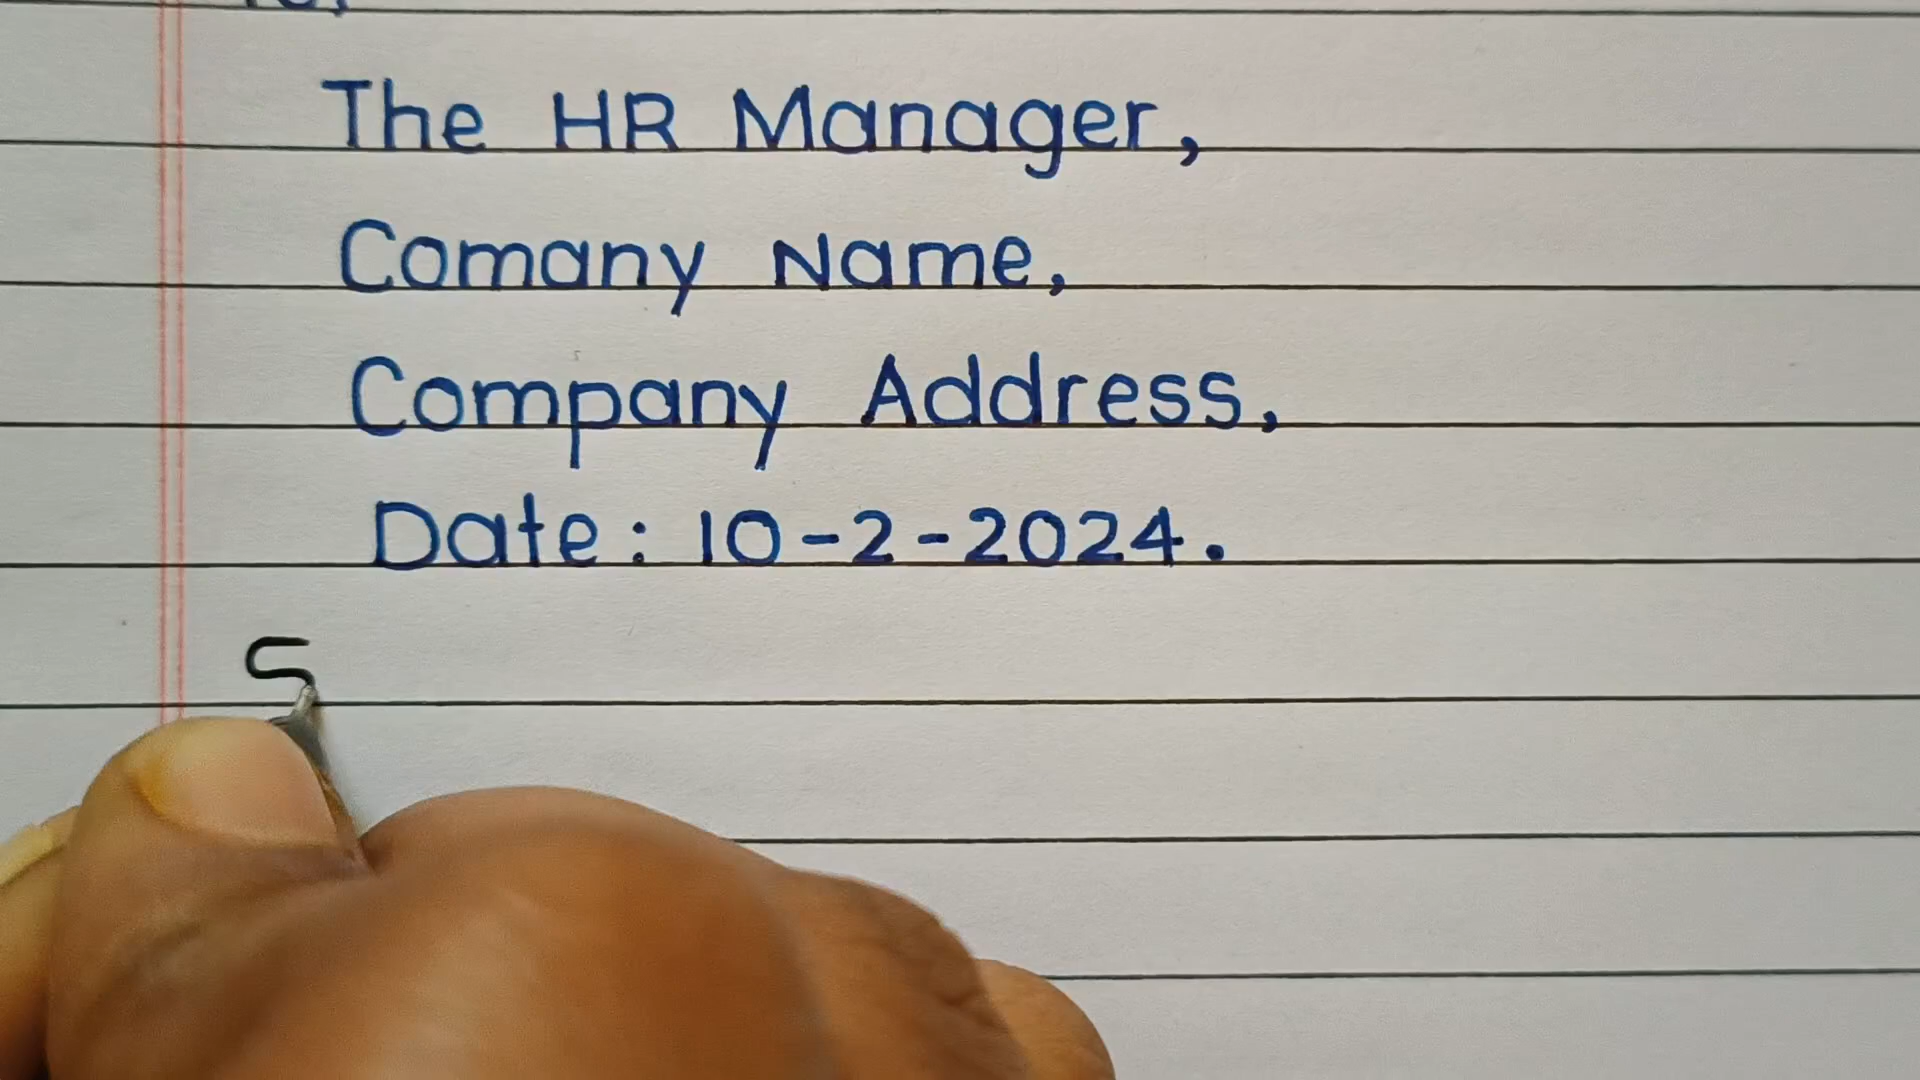 The HR Manager,
Comany Name,
Company Address,
Date: 10-2-2024.
S